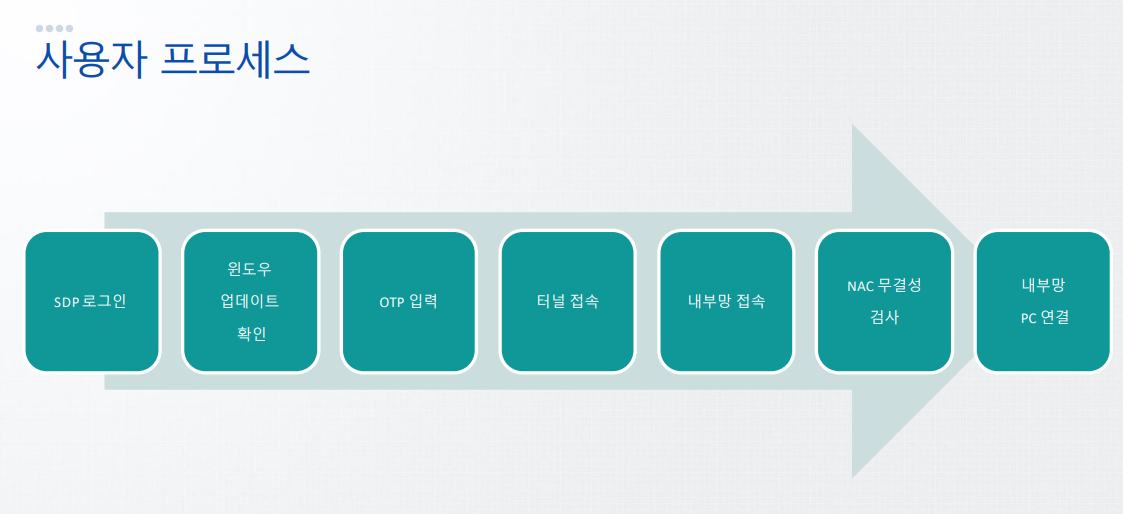 사용자 프로세스
SDP 로그인
윈도우
업데이트
확인
OTP 입력
터널 접속
내부망 접속
NAC 무결성
검사
내부망
PC 연결